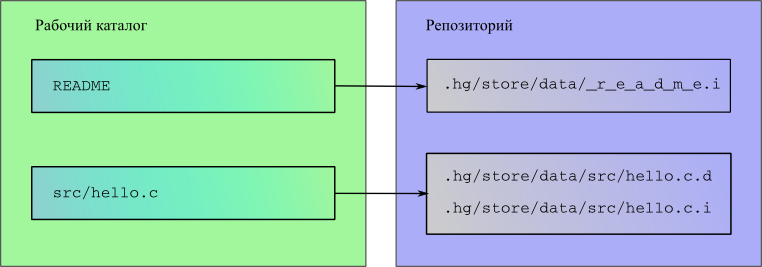 Рабочий каталог
Репозиторий
README
.hg/store/data/_r_e_a_d_m_e.i
src/hello.c
.hg/store/data/src/hello.c.d
.hg/store/data/src/hello.c.i